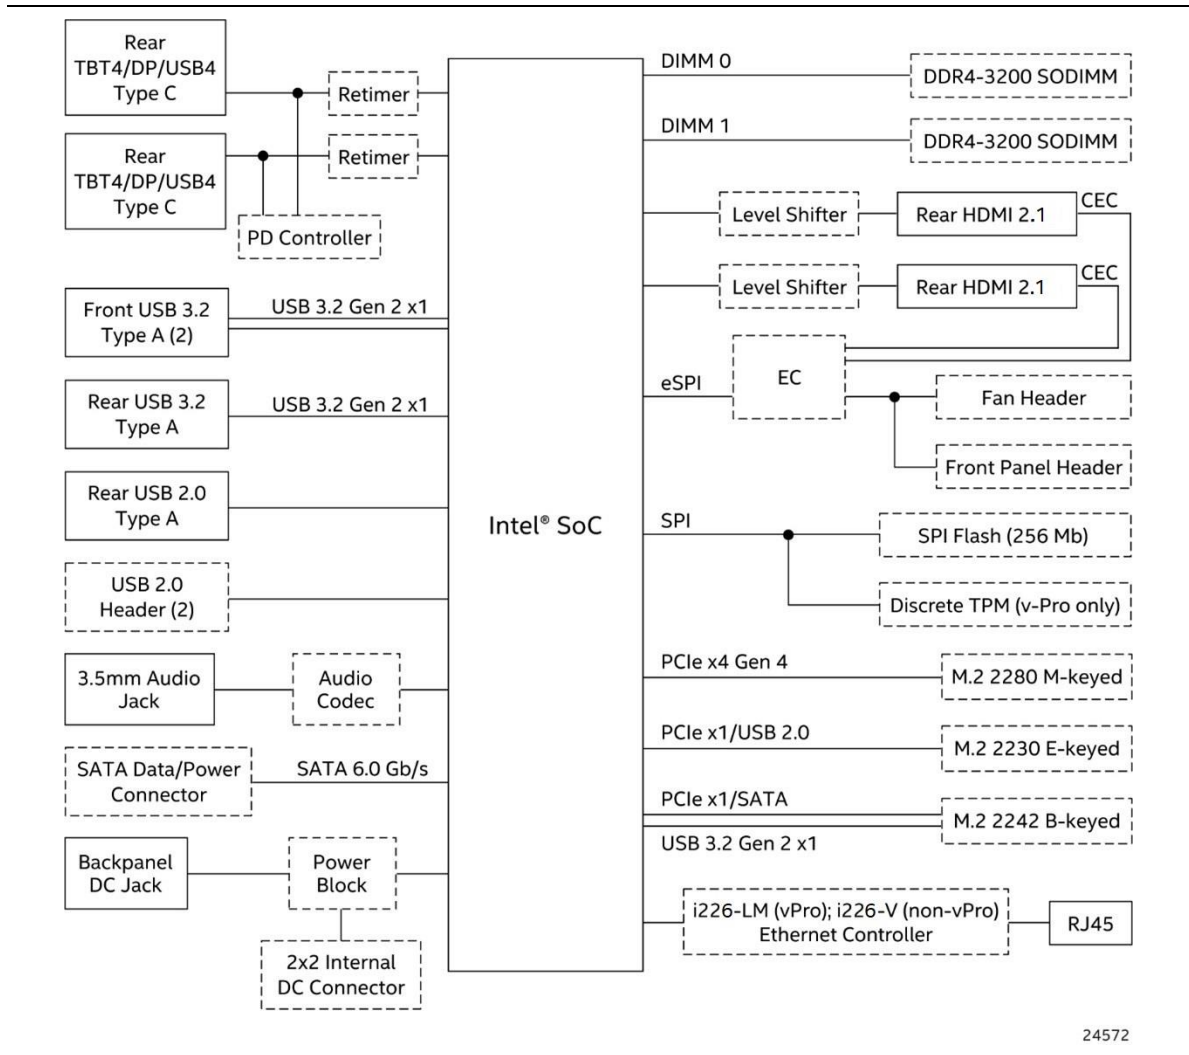 Rear
TBT4/DP/USB4
Type C
Retimer
Rear
TBT4/DP/USB4
Type C
Retimer
PD Controller
Front USB 3.2
Type A (2)
USB 3.2 Gen 2 x1
Rear USB 3.2
Type A
USB 3.2 Gen 2 x1
Rear USB 2.0
Type A
USB 2.0
Header (2)
3.5mm Audio
Jack
Audio
Codec
SATA Data/Power
Connector
SATA 6.0 Gb/s
Backpanel
DC Jack
Power
Block
2x2 Internal
DC Connector
Intel® SoC
DIMM 0
DDR4-3200 SODIMM
DIMM 1
DDR4-3200 SODIMM
Level Shifter
Rear HDMI 2.1
CEC
Level Shifter
Rear HDMI 2.1
CEC
eSPI
EC
Fan Header
Front Panel Header
SPI
SPI Flash (256 Mb)
Discrete TPM (v-Pro only)
PCIe x4 Gen 4
M.2 2280 M-keyed
PCIe x1/USB 2.0
M.2 2230 E-keyed
PCIe x1/SATA
M.2 2242 B-keyed
USB 3.2 Gen 2 x1
i226-LM (vPro); i226-V (non-vPro)
Ethernet Controller
RJ45
24572